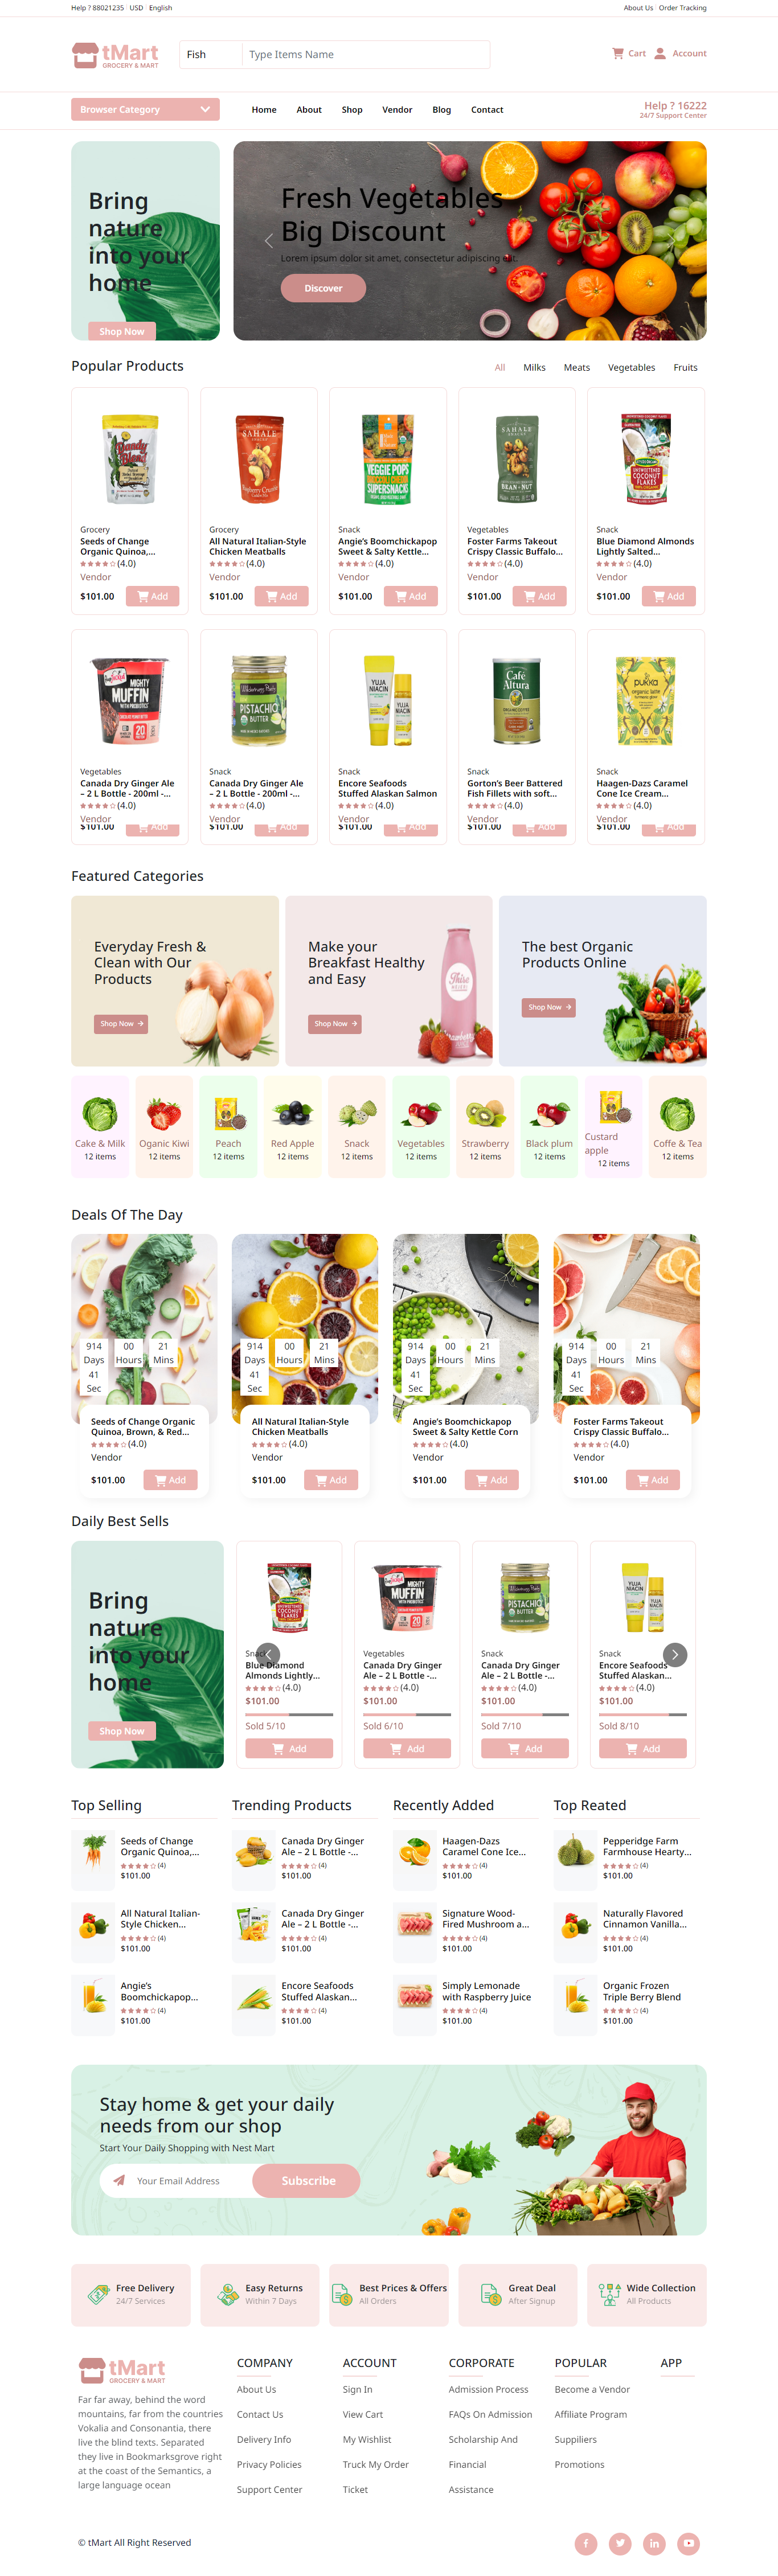 Help ? 88021235 USD English
About Us Order Tracking
tMart
GROCERY & MART
Fish
Type Items Name
Cart
Account
Browser Category
Home About Shop Vendor Blog Contact
Help ? 16222
24/7 Support Center
Bring
nature
into your
home
Shop Now
Fresh Vegetables
Big Discount
Lorem ipsum dolor sit amet, consectetur adipiscing elit.
Discover
Popular Products
All Milks Meats Vegetables Fruits
Grocery
Seeds of Change
Organic Quinoa,...
(4.0)
Vendor
$101.00 Add
Grocery
All Natural Italian-Style
Chicken Meatballs
(4.0)
Vendor
$101.00 Add
Snack
Angie's Boomchickapop
Sweet & Salty Kettle...
(4.0)
Vendor
$101.00 Add
Vegetables
Foster Farms Takeout
Crispy Classic Buffalo...
(4.0)
Vendor
$101.00 Add
Snack
Blue Diamond Almonds
Lightly Salted...
(4.0)
Vendor
$101.00 Add
Vegetables
Canada Dry Ginger Ale
– 2 L Bottle - 200ml -...
(4.0)
Vendor
$101.00 Add
Snack
Canada Dry Ginger Ale
– 2 L Bottle - 200ml -...
(4.0)
Vendor
$101.00 Add
Snack
Encore Seafoods
Stuffed Alaskan Salmon
(4.0)
Vendor
$101.00 Add
Snack
Gorton's Beer Battered
Fish Fillets with soft...
(4.0)
Vendor
$101.00 Add
Snack
Haagen-Dazs Caramel
Cone Ice Cream...
(4.0)
Vendor
$101.00 Add
Featured Categories
Everyday Fresh &
Clean with Our
Products
Shop Now
Make your
Breakfast Healthy
and Easy
Shop Now
The best Organic
Products Online
Shop Now
Cake & Milk
12 items
Oganic Kiwi
12 items
Peach
12 items
Red Apple
12 items
Snack
12 items
Vegetables
12 items
Strawberry
12 items
Black plum
12 items
Custard
apple
12 items
Coffe & Tea
12 items
Deals Of The Day
914 00 21
Days Hours Mins
41
Sec
Seeds of Change Organic
Quinoa, Brown, & Red...
(4.0)
Vendor
$101.00 Add
914 00 21
Days Hours Mins
41
Sec
All Natural Italian-Style
Chicken Meatballs
(4.0)
Vendor
$101.00 Add
914 00 21
Days Hours Mins
41
Sec
Angie's Boomchickapop
Sweet & Salty Kettle Corn
(4.0)
Vendor
$101.00 Add
914 00 21
Days Hours Mins
41
Sec
Foster Farms Takeout
Crispy Classic Buffalo...
(4.0)
Vendor
$101.00 Add
Daily Best Sells
Bring
nature
into your
home
Shop Now
Snack
Blue Diamond
Almonds Lightly...
(4.0)
$101.00
Sold 5/10
Add
Vegetables
Canada Dry Ginger
Ale – 2 L Bottle -...
(4.0)
$101.00
Sold 6/10
Add
Snack
Canada Dry Ginger
Ale – 2 L Bottle -...
(4.0)
$101.00
Sold 7/10
Add
Snack
Encore Seafoods
Stuffed Alaskan...
(4.0)
$101.00
Sold 8/10
Add
Top Selling
Seeds of Change
Organic Quinoa,...
(4)
$101.00
All Natural Italian-
Style Chicken...
(4)
$101.00
Angie's
Boomchickapop...
(4)
$101.00
Trending Products
Canada Dry Ginger
Ale – 2 L Bottle -...
(4)
$101.00
Canada Dry Ginger
Ale – 2 L Bottle -...
(4)
$101.00
Encore Seafoods
Stuffed Alaskan...
(4)
$101.00
Recently Added
Haagen-Dazs
Caramel Cone Ice...
(4)
$101.00
Signature Wood-
Fired Mushroom a...
(4)
$101.00
Simply Lemonade
with Raspberry Juice
(4)
$101.00
Top Reated
Pepperidge Farm
Farmhouse Hearty...
(4)
$101.00
Naturally Flavored
Cinnamon Vanilla...
(4)
$101.00
Organic Frozen
Triple Berry Blend
(4)
$101.00
Stay home & get your daily
needs from our shop
Start Your Daily Shopping with Nest Mart
Your Email Address
Subscribe
Free Delivery
24/7 Services
Easy Returns
Within 7 Days
Best Prices & Offers
All Orders
Great Deal
After Signup
Wide Collection
All Products
tMart
GROCERY & MART
Far far away, behind the word
mountains, far from the countries
Vokalia and Consonantia, there
live the blind texts. Separated
they live in Bookmarksgrove right
at the coast of the Semantics, a
large language ocean
COMPANY
About Us
Contact Us
Delivery Info
Privacy Policies
Support Center
ACCOUNT
Sign In
View Cart
My Wishlist
Truck My Order
Ticket
CORPORATE
Admission Process
FAQs On Admission
Scholarship And
Financial
Assistance
POPULAR
Become a Vendor
Affiliate Program
Suppiliers
Promotions
APP
© tMart All Right Reserved